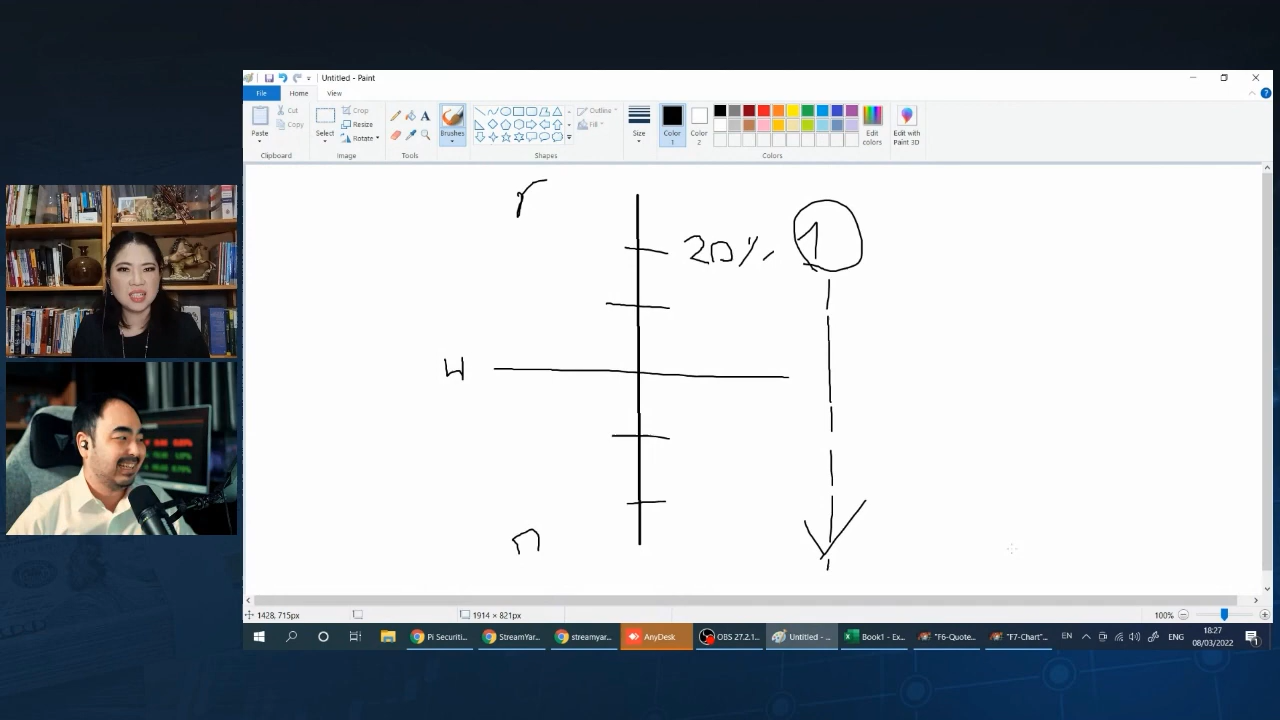 Untitled - Paint
File
Home
View
Paste
Cut
Copy
Clipboard
Select
Crop
Resize
Rotate
Image
Tools
Brushes
Shapes
Outline
Fill
Size
Color 1
Color 2
Colors
Edit colors
Edit with Paint 3D
20% 1
1428, 715px
1914 × 821px
100%
Pi Securiti...
StreamYar...
streamyar...
AnyDesk
OBS 27.2.1...
Untitled - ...
Book1 - Ex...
"F6-Quote...
"F7-Chart"...
EN
ENG
18:27
08/03/2022